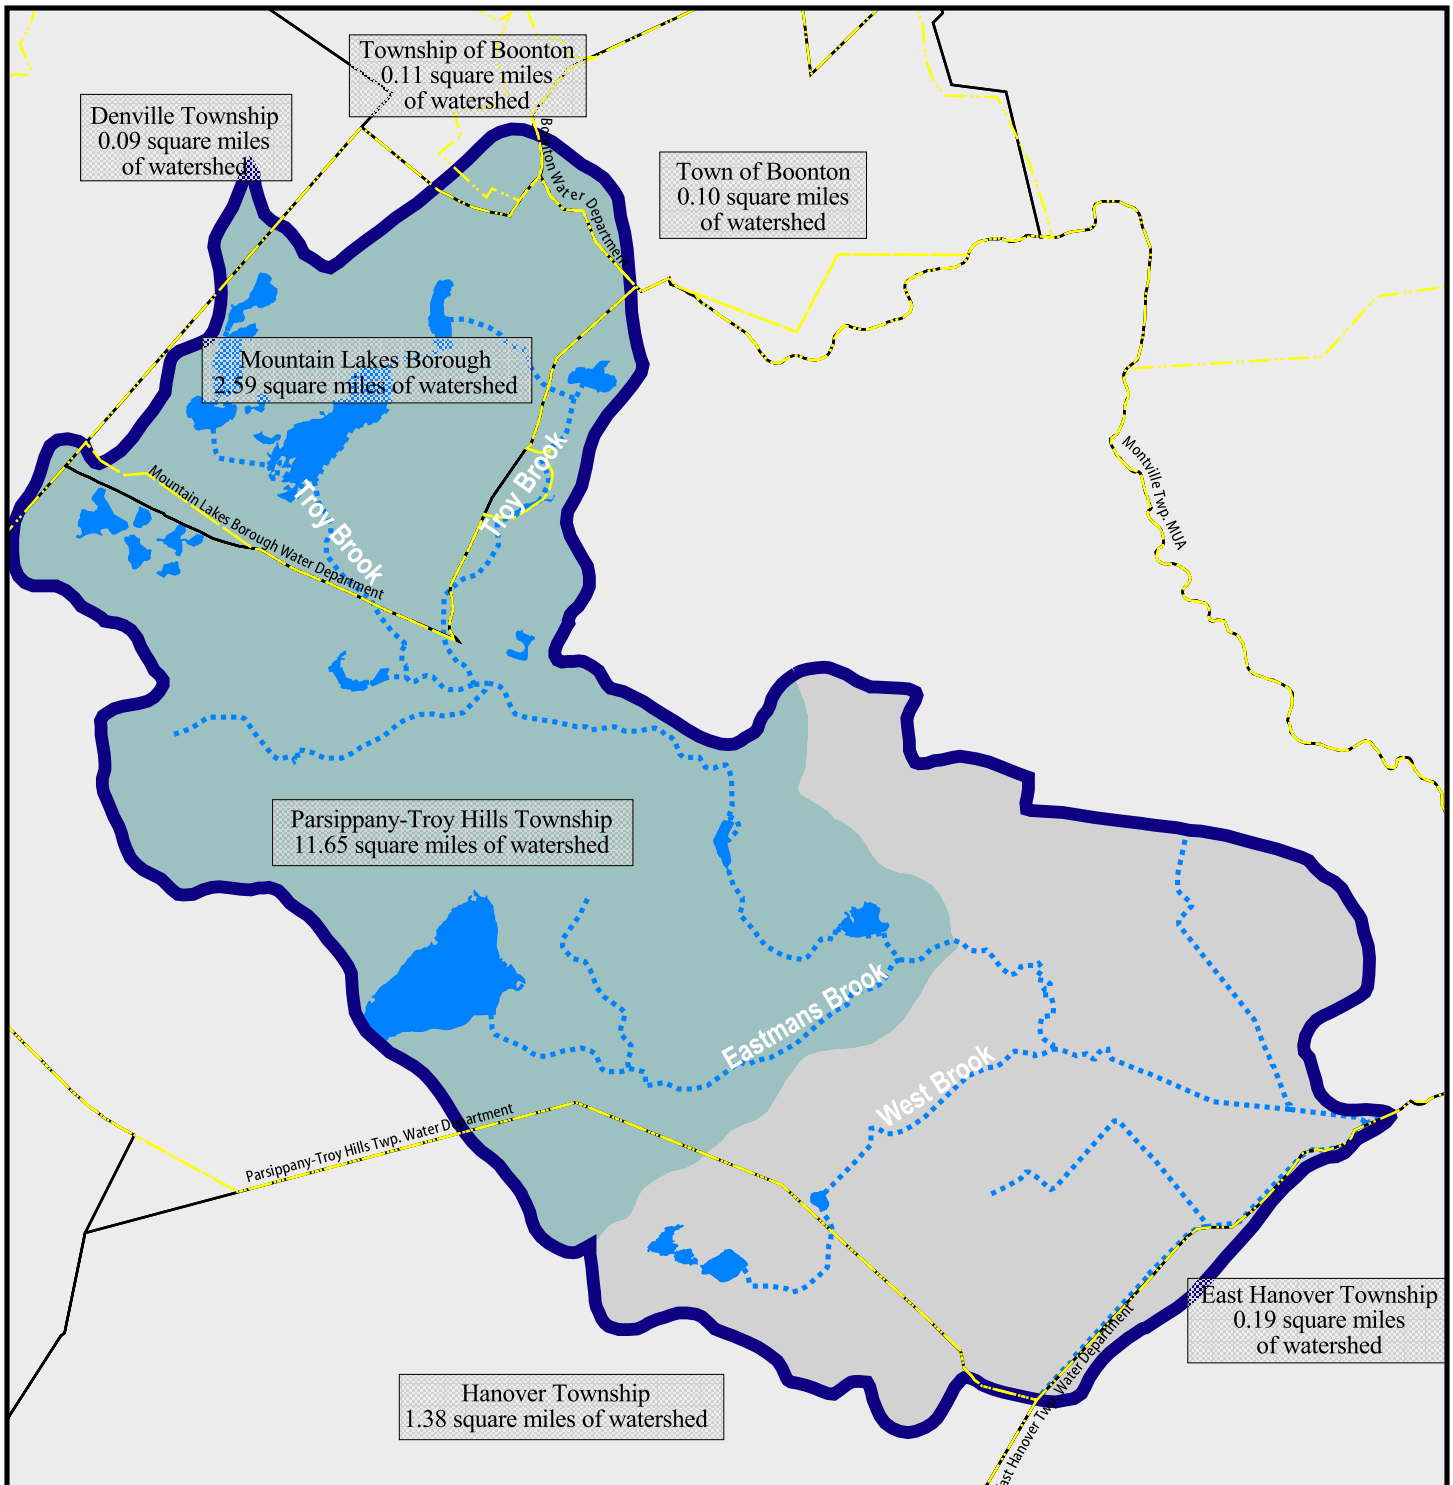 Township of Boonton
0.11 square miles
of watershed
Denville Township
0.09 square miles
of watershed
Town of Boonton
0.10 square miles
of watershed
Boonton Water Department
Mountain Lakes Borough
2.59 square miles of watershed
Montville Twp. MUA
Troy Brook
Troy Brook
Mountain Lakes Borough Water Department
Parsippany-Troy Hills Township
11.65 square miles of watershed
Eastmans Brook
West Brook
Parsippany-Troy Hills Twp. Water Department
East Hanover Township
0.19 square miles
of watershed
East Hanover Twp. Water Department
Hanover Township
1.38 square miles of watershed